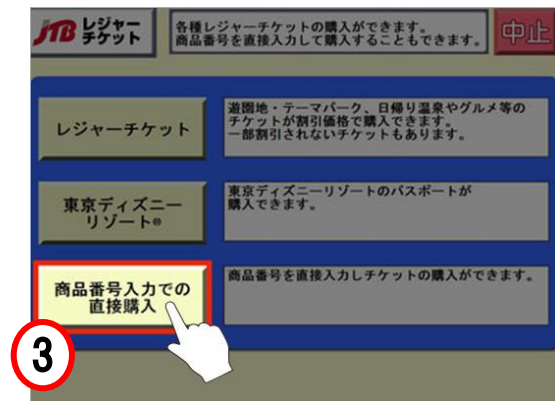 JTB レジャー
チケット
各種レジャーチケットの購入ができます。
商品番号を直接入力して購入することもできます。
中止
レジャーチケット
遊園地・テーマパーク、日帰り温泉やグルメ等の
チケットが割引価格で購入できます。
一部割引されないチケットもあります。
東京ディズニー
リゾート®
東京ディズニーリゾートのパスポートが
購入できます。
商品番号入力での
直接購入
商品番号を直接入力しチケットの購入ができます。
3